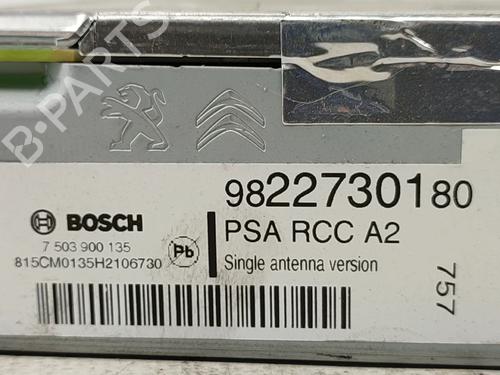 B-PARTS
9822730180
BOSCH
PSA RCC A2
7 503 900 135
Pb
815CM0135H2106730
Single antenna version
757